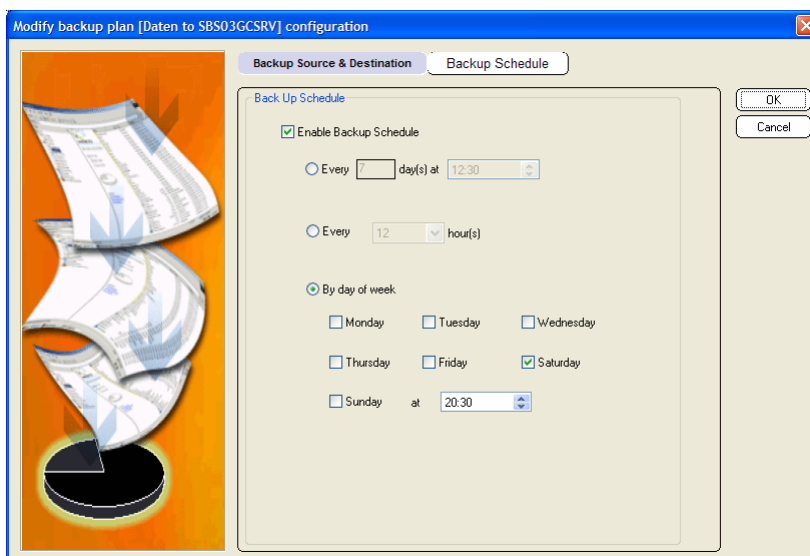 Modify backup plan [Daten to SBS03GCSRV] configuration
Backup Source & Destination Backup Schedule
Back Up Schedule
OK
Cancel
Enable Backup Schedule
Every 7 day(s) at 12:30
Every 12 hour(s)
By day of week
Monday Tuesday Wednesday
Thursday Friday Saturday
Sunday at 20:30